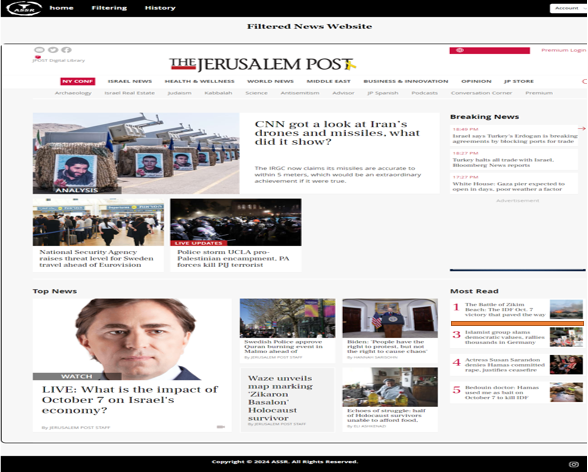 ASSR
home
Filtering
History
Account
Filtered News Website
JPOST Digital Library
THE JERUSALEM POST
Premium Login
NY CONF
ISRAEL NEWS
HEALTH & WELLNESS
WORLD NEWS
MIDDLE EAST
BUSINESS & INNOVATION
OPINION
JP STORE
Archaeology
Israel Real Estate
Judaism
Kabbalah
Science
Antisemitism
Advisor
JP Spanish
Podcasts
Conversation Corner
Premium
ANALYSIS
CNN got a look at Iran's
drones and missiles, what
did it show?
The IRGC now claims its missiles are accurate to
within 5 meters, which would be an extraordinary
achievement if it were true.
Breaking News
18:49 PM
Israel says Turkey's Erdogan is breaking
agreements by blocking ports for trade
18:27 PM
Turkey halts all trade with Israel,
Bloomberg News reports
17:27 PM
White House: Gaza pier expected to
open in days, poor weather a factor
Advertisement
National Security Agency
raises threat level for Sweden
travel ahead of Eurovision
LIVE UPDATES
Police storm UCLA pro-
Palestinian encampment, PA
forces kill PIJ terrorist
Top News
WATCH
LIVE: What is the impact of
October 7 on Israel's
economy?
By JERUSALEM POST STAFF
Swedish Police approve
Quran burning event in
Malmo ahead of
By JERUSALEM POST STAFF
Biden: 'People have the
right to protest, but not
the right to cause chaos'
By HANNAH SARISOHN
Waze unveils
map marking
'Zikaron
Basalon'
Holocaust
survivor
By JERUSALEM POST STAFF
Echoes of struggle: half
of Holocaust survivors
unable to afford food,
By ELI ASHKENAZI
Most Read
1
The Battle of Zikim
Beach: The IDF Oct. 7
victory that paved the way
3
Islamist group slams
democratic values, rallies
thousands in Germany
4
Actress Susan Sarandon
denies Hamas committed
rape, justifies ceasefire
5
Bedouin doctor: Hamas
used me as bait on
October 7 to kill IDF
Copyright © 2024 ASSR. All Rights Reserved.